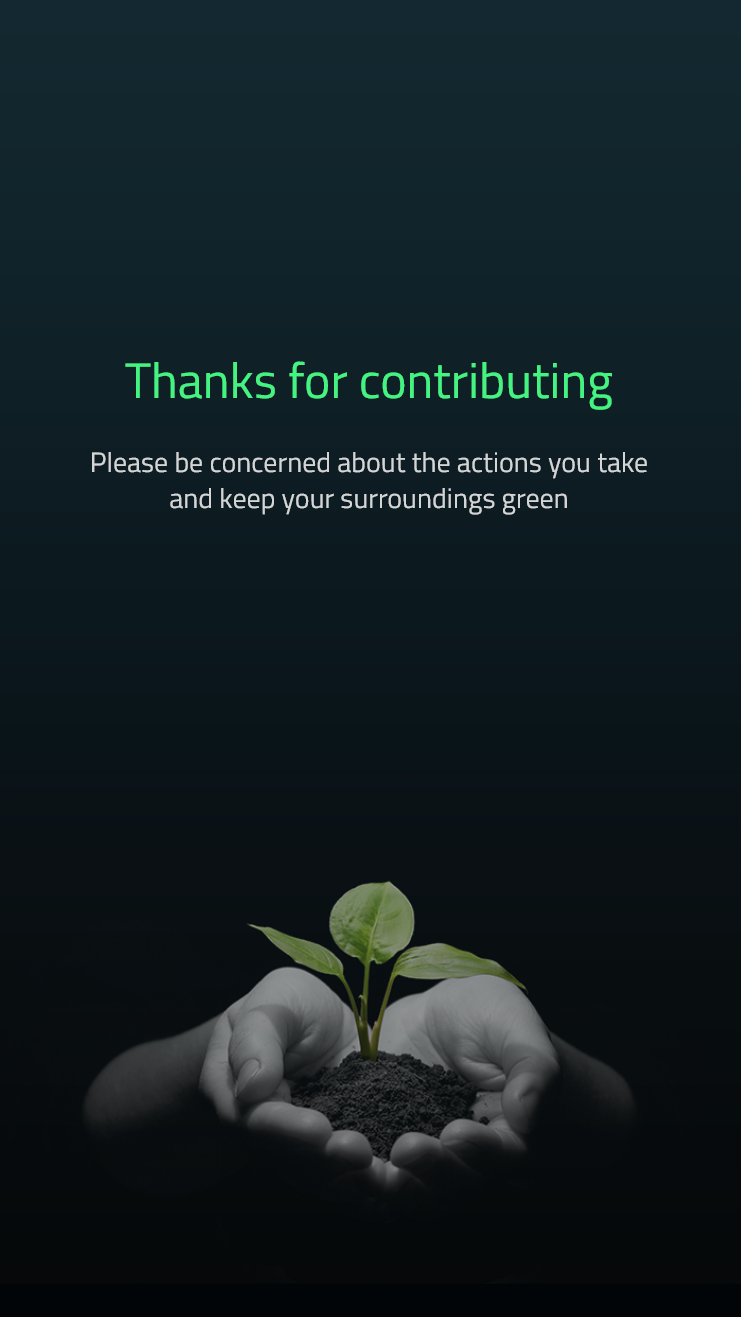 Thanks for contributing
Please be concerned about the actions you take
and keep your surroundings green